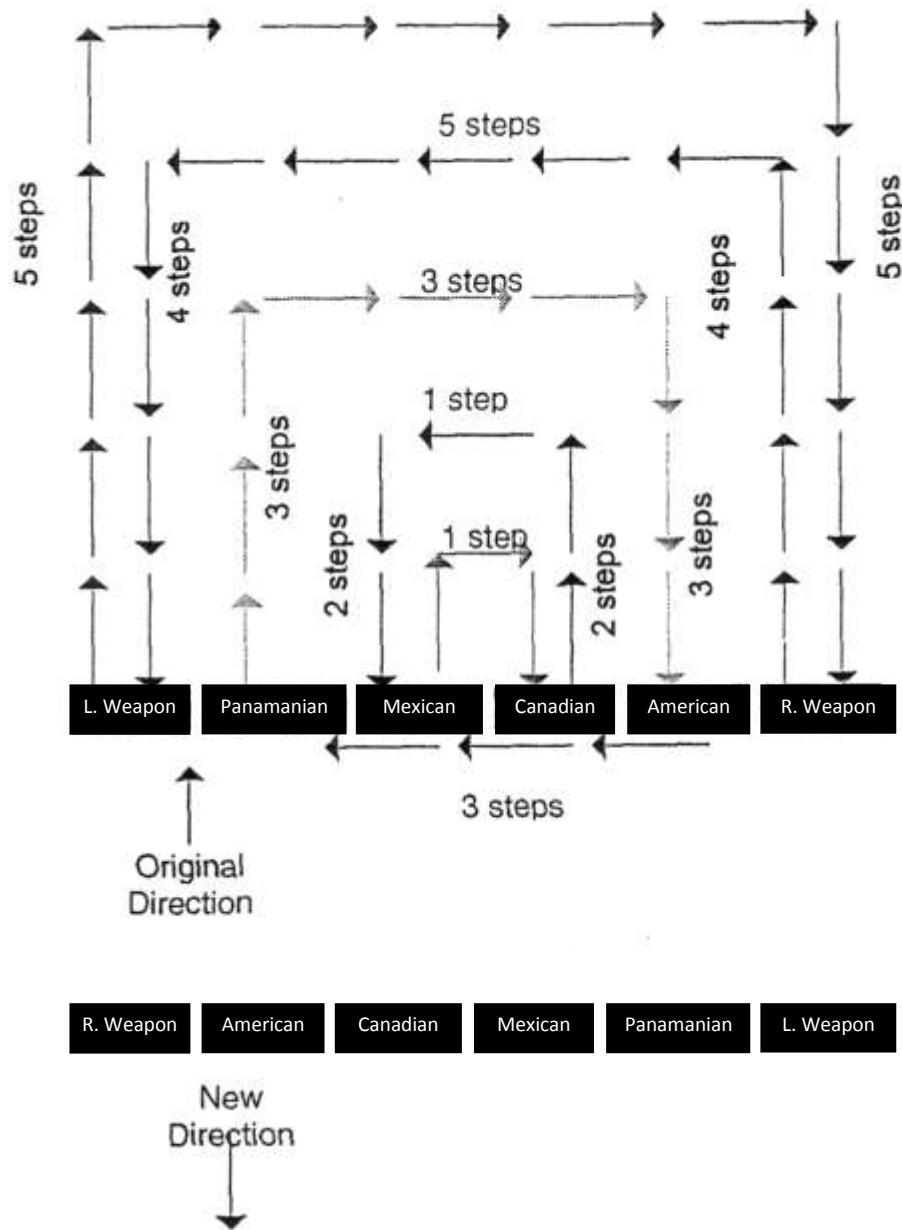 5 steps
5 steps
5 steps
4 steps
3 steps
4 steps
1 step
3 steps
1 step
2 steps
2 steps
3 steps
L. Weapon
Panamanian
Mexican
Canadian
American
R. Weapon
3 steps
Original
Direction
R. Weapon
American
Canadian
Mexican
Panamanian
L. Weapon
New
Direction